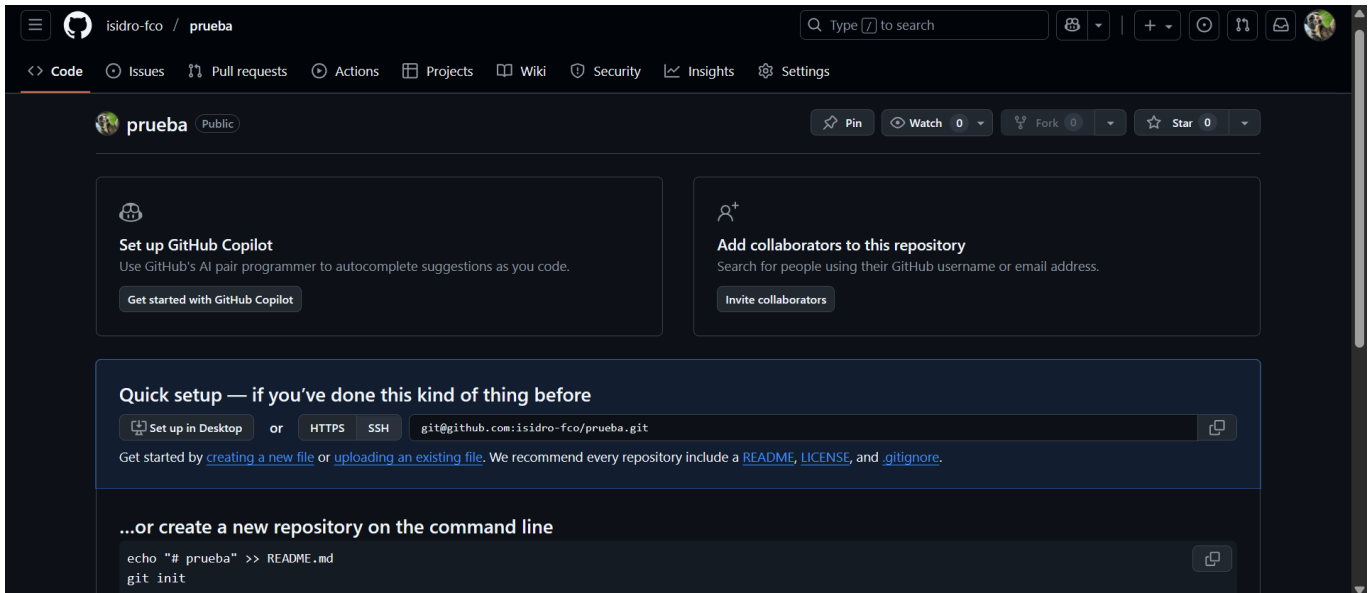 isidro-fco / prueba
Type / to search
Code Issues Pull requests Actions Projects Wiki Security Insights Settings
prueba Public
Pin Watch 0 Fork 0 Star 0
Set up GitHub Copilot
Use GitHub's AI pair programmer to autocomplete suggestions as you code.
Get started with GitHub Copilot
Add collaborators to this repository
Search for people using their GitHub username or email address.
Invite collaborators
Quick setup — if you've done this kind of thing before
Set up in Desktop or HTTPS SSH git@github.com:isidro-fco/prueba.git
Get started by creating a new file or uploading an existing file. We recommend every repository include a README, LICENSE, and .gitignore.
...or create a new repository on the command line
echo "# prueba" >> README.md
git init